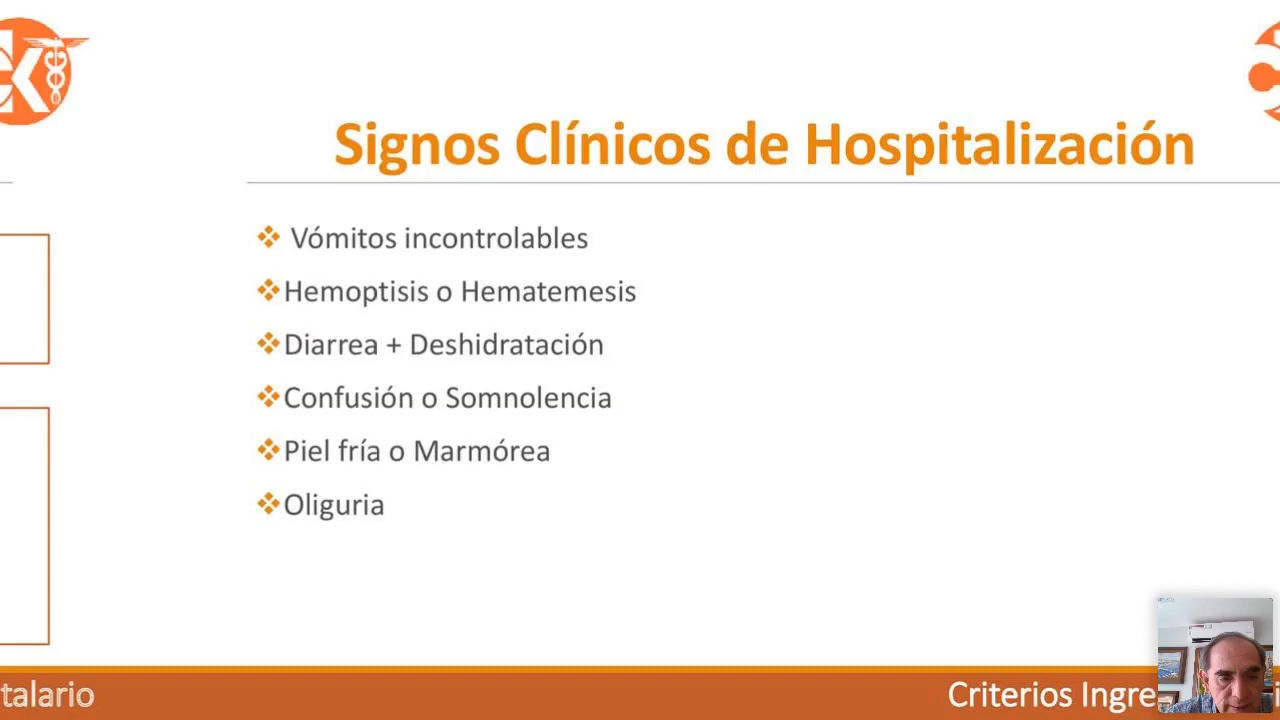 Signos Clínicos de Hospitalización
Vómitos incontrolables
Hemoptisis o Hematemesis
Diarrea + Deshidratación
Confusión o Somnolencia
Piel fría o Marmórea
Oliguria
talario
Criterios Ingre